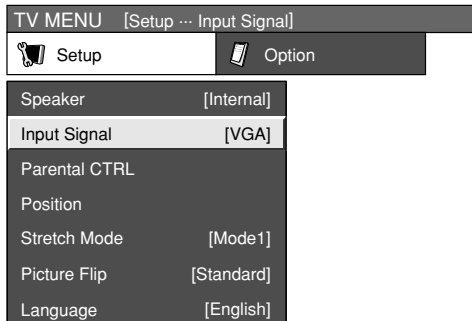 TV MENU [Setup ··· Input Signal]
Setup Option
Speaker [Internal]
Input Signal [VGA]
Parental CTRL
Position
Stretch Mode [Mode1]
Picture Flip [Standard]
Language [English]